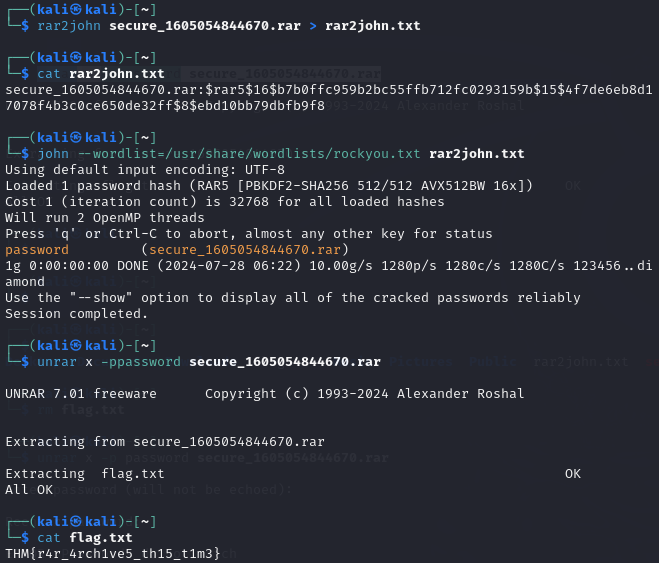 ┌──(kali㉿kali)-[~]
└─$ rar2john secure_1605054844670.rar > rar2john.txt
┌──(kali㉿kali)-[~]
└─$ cat rar2john.txt
secure_1605054844670.rar:$rar5$16$b7b0ffc959b2bc55ffb712fc0293159b$15$4f7de6eb8d1
7078f4b3c0ce650de32ff$8$ebd10bb79dbfb9f8
┌──(kali㉿kali)-[~]
└─$ john --wordlist=/usr/share/wordlists/rockyou.txt rar2john.txt
Using default input encoding: UTF-8
Loaded 1 password hash (RAR5 [PBKDF2-SHA256 512/512 AVX512BW 16x])
Cost 1 (iteration count) is 32768 for all loaded hashes
Will run 2 OpenMP threads
Press 'q' or Ctrl-C to abort, almost any other key for status
password         (secure_1605054844670.rar)
1g 0:00:00:00 DONE (2024-07-28 06:22) 10.00g/s 1280p/s 1280c/s 1280C/s 123456..di
amond
Use the "--show" option to display all of the cracked passwords reliably
Session completed.
┌──(kali㉿kali)-[~]
└─$ unrar x -ppassword secure_1605054844670.rar
UNRAR 7.01 freeware      Copyright (c) 1993-2024 Alexander Roshal
Extracting from secure_1605054844670.rar
Extracting  flag.txt                                                  OK
All OK
┌──(kali㉿kali)-[~]
└─$ cat flag.txt
THM{r4r_4rch1ve5_th15_t1m3}